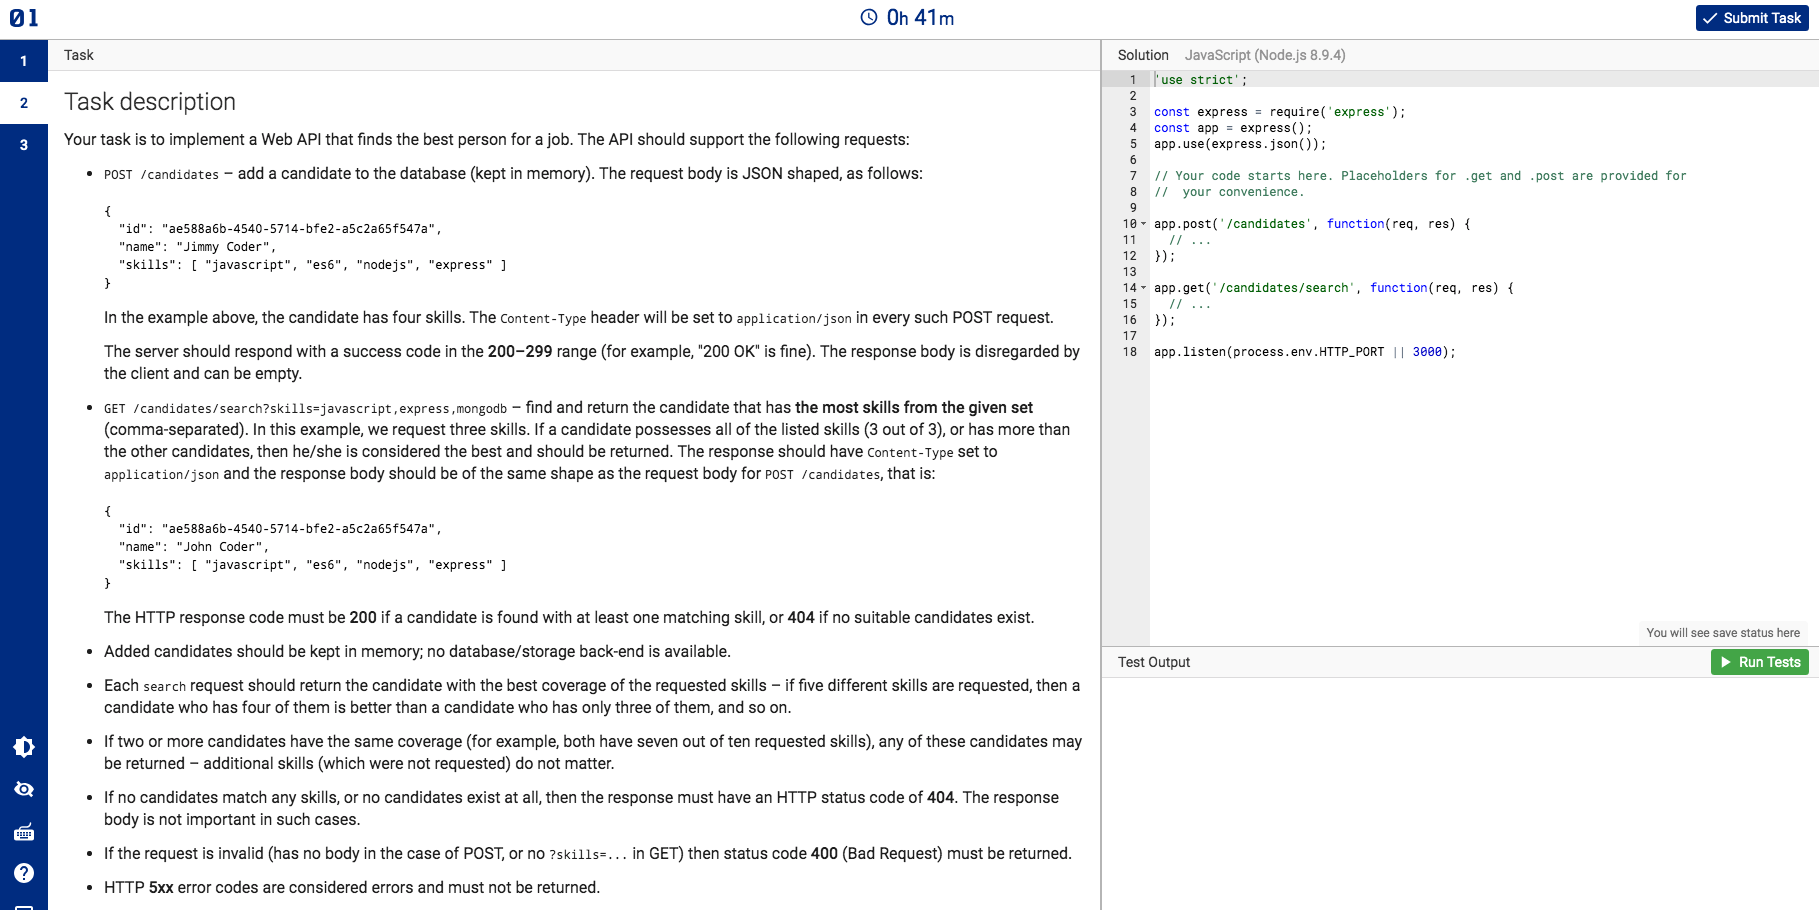 01
0h 41m
Submit Task
1
2
3
Task
Task description
Your task is to implement a Web API that finds the best person for a job. The API should support the following requests:
• POST /candidates – add a candidate to the database (kept in memory). The request body is JSON shaped, as follows:
{
"id": "ae588a6b-4540-5714-bfe2-a5c2a65f547a",
"name": "Jimmy Coder",
"skills": [ "javascript", "es6", "nodejs", "express" ]
}
In the example above, the candidate has four skills. The Content-Type header will be set to application/json in every such POST request.
The server should respond with a success code in the 200–299 range (for example, "200 OK" is fine). The response body is disregarded by
the client and can be empty.
• GET /candidates/search?skills=javascript,express,mongodb – find and return the candidate that has the most skills from the given set
(comma-separated). In this example, we request three skills. If a candidate possesses all of the listed skills (3 out of 3), or has more than
the other candidates, then he/she is considered the best and should be returned. The response should have Content-Type set to
application/json and the response body should be of the same shape as the request body for POST /candidates, that is:
{
"id": "ae588a6b-4540-5714-bfe2-a5c2a65f547a",
"name": "John Coder",
"skills": [ "javascript", "es6", "nodejs", "express" ]
}
The HTTP response code must be 200 if a candidate is found with at least one matching skill, or 404 if no suitable candidates exist.
• Added candidates should be kept in memory; no database/storage back-end is available.
• Each search request should return the candidate with the best coverage of the requested skills – if five different skills are requested, then a
candidate who has four of them is better than a candidate who has only three of them, and so on.
• If two or more candidates have the same coverage (for example, both have seven out of ten requested skills), any of these candidates may
be returned – additional skills (which were not requested) do not matter.
• If no candidates match any skills, or no candidates exist at all, then the response must have an HTTP status code of 404. The response
body is not important in such cases.
• If the request is invalid (has no body in the case of POST, or no ?skills=... in GET) then status code 400 (Bad Request) must be returned.
• HTTP 5xx error codes are considered errors and must not be returned.
Solution JavaScript (Node.js 8.9.4)
1 'use strict';
2
3 const express = require('express');
4 const app = express();
5 app.use(express.json());
6
7 // Your code starts here. Placeholders for .get and .post are provided for
8 //  your convenience.
9
10 app.post('/candidates', function(req, res) {
11   // ...
12 });
13
14 app.get('/candidates/search', function(req, res) {
15   // ...
16 });
17
18 app.listen(process.env.HTTP_PORT || 3000);
You will see save status here
Test Output
Run Tests